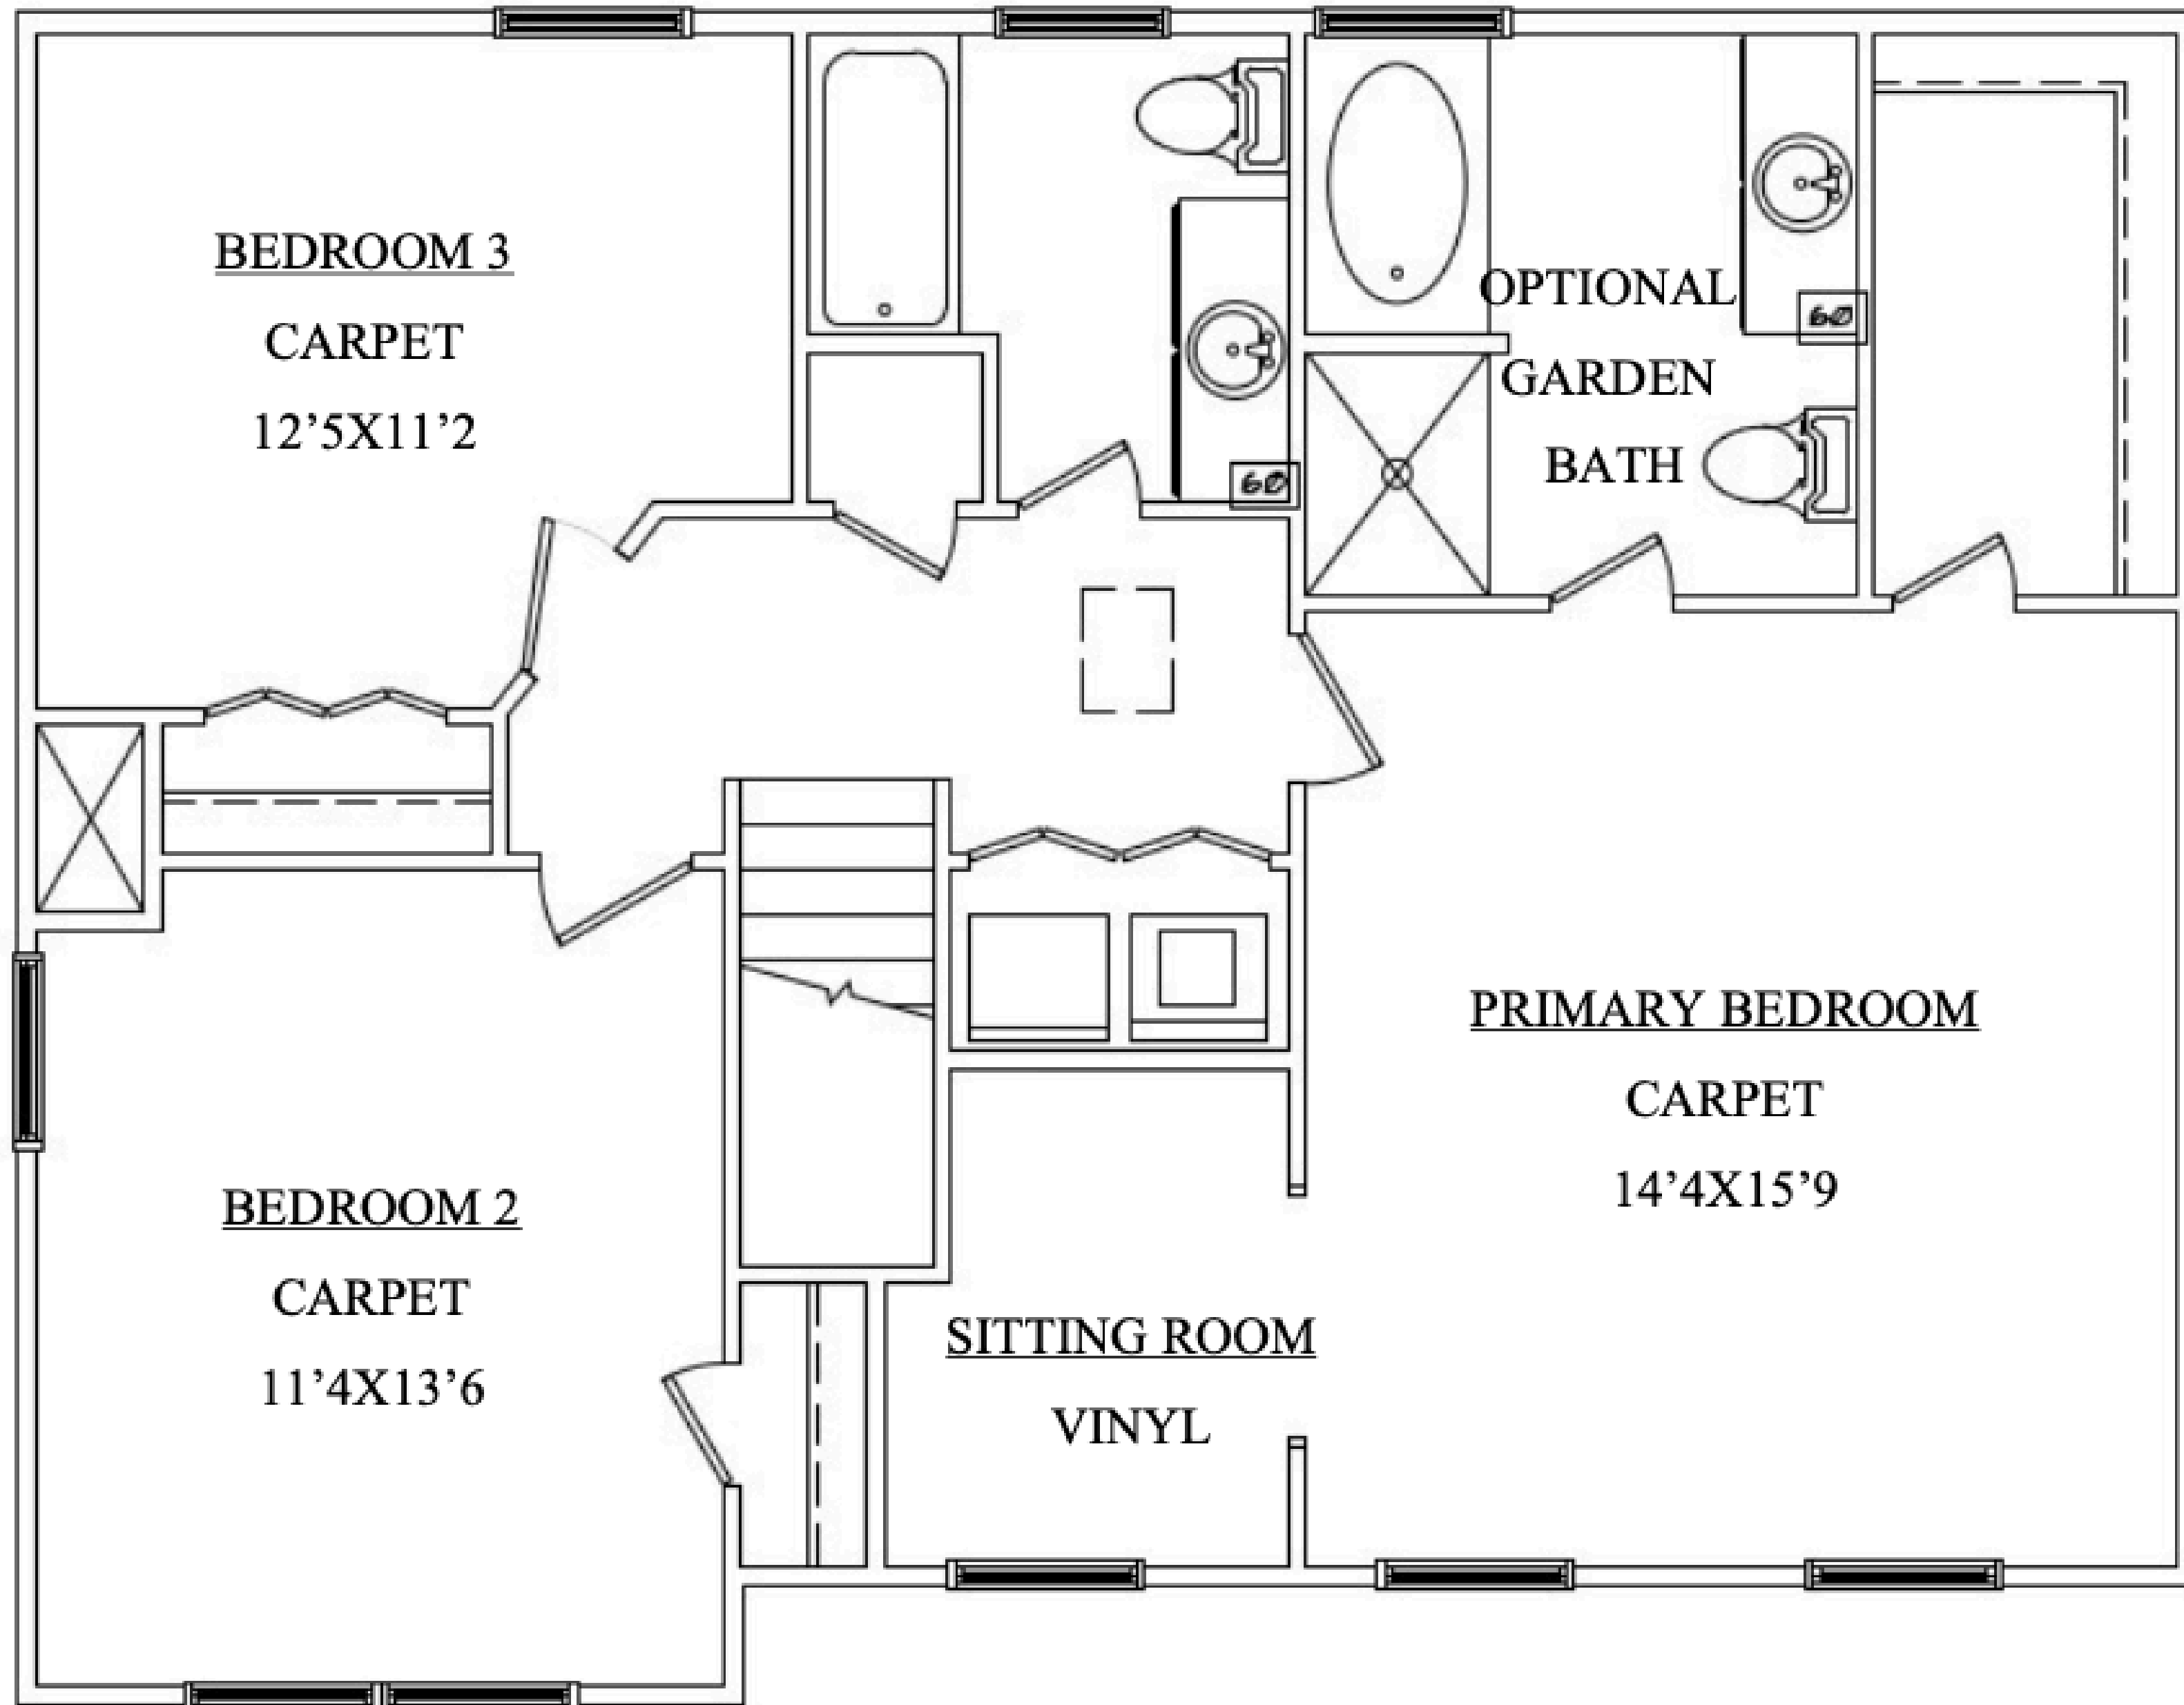 BEDROOM 3
CARPET
12’5X11’2
OPTIONAL
GARDEN
BATH
60
60
PRIMARY BEDROOM
CARPET
14’4X15’9
BEDROOM 2
CARPET
11’4X13’6
SITTING ROOM
VINYL